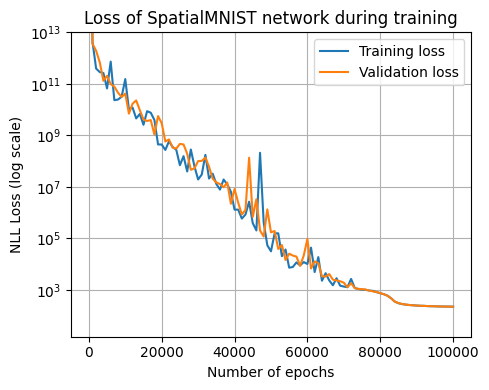 Loss of SpatialMNIST network during training
Training loss
Validation loss
NLL Loss (log scale)
10^13
10^11
10^9
10^7
10^5
10^3
0 20000 40000 60000 80000 100000
Number of epochs